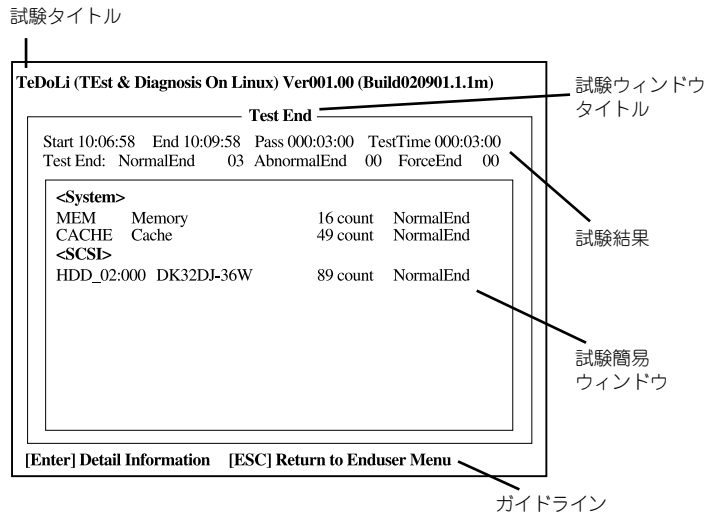 試験タイトル
TeDoLi (TEst & Diagnosis On Linux) Ver001.00 (Build020901.1.1m)
試験ウィンドウ
タイトル
Test End
Start 10:06:58 End 10:09:58 Pass 000:03:00 TestTime 000:03:00
Test End: NormalEnd 03 AbnormalEnd 00 ForceEnd 00
試験結果
<System>
MEM Memory 16 count NormalEnd
CACHE Cache 49 count NormalEnd
<SCSI>
HDD_02:000 DK32DJ-36W 89 count NormalEnd
試験簡易
ウィンドウ
[Enter] Detail Information [ESC] Return to Enduser Menu
ガイドライン